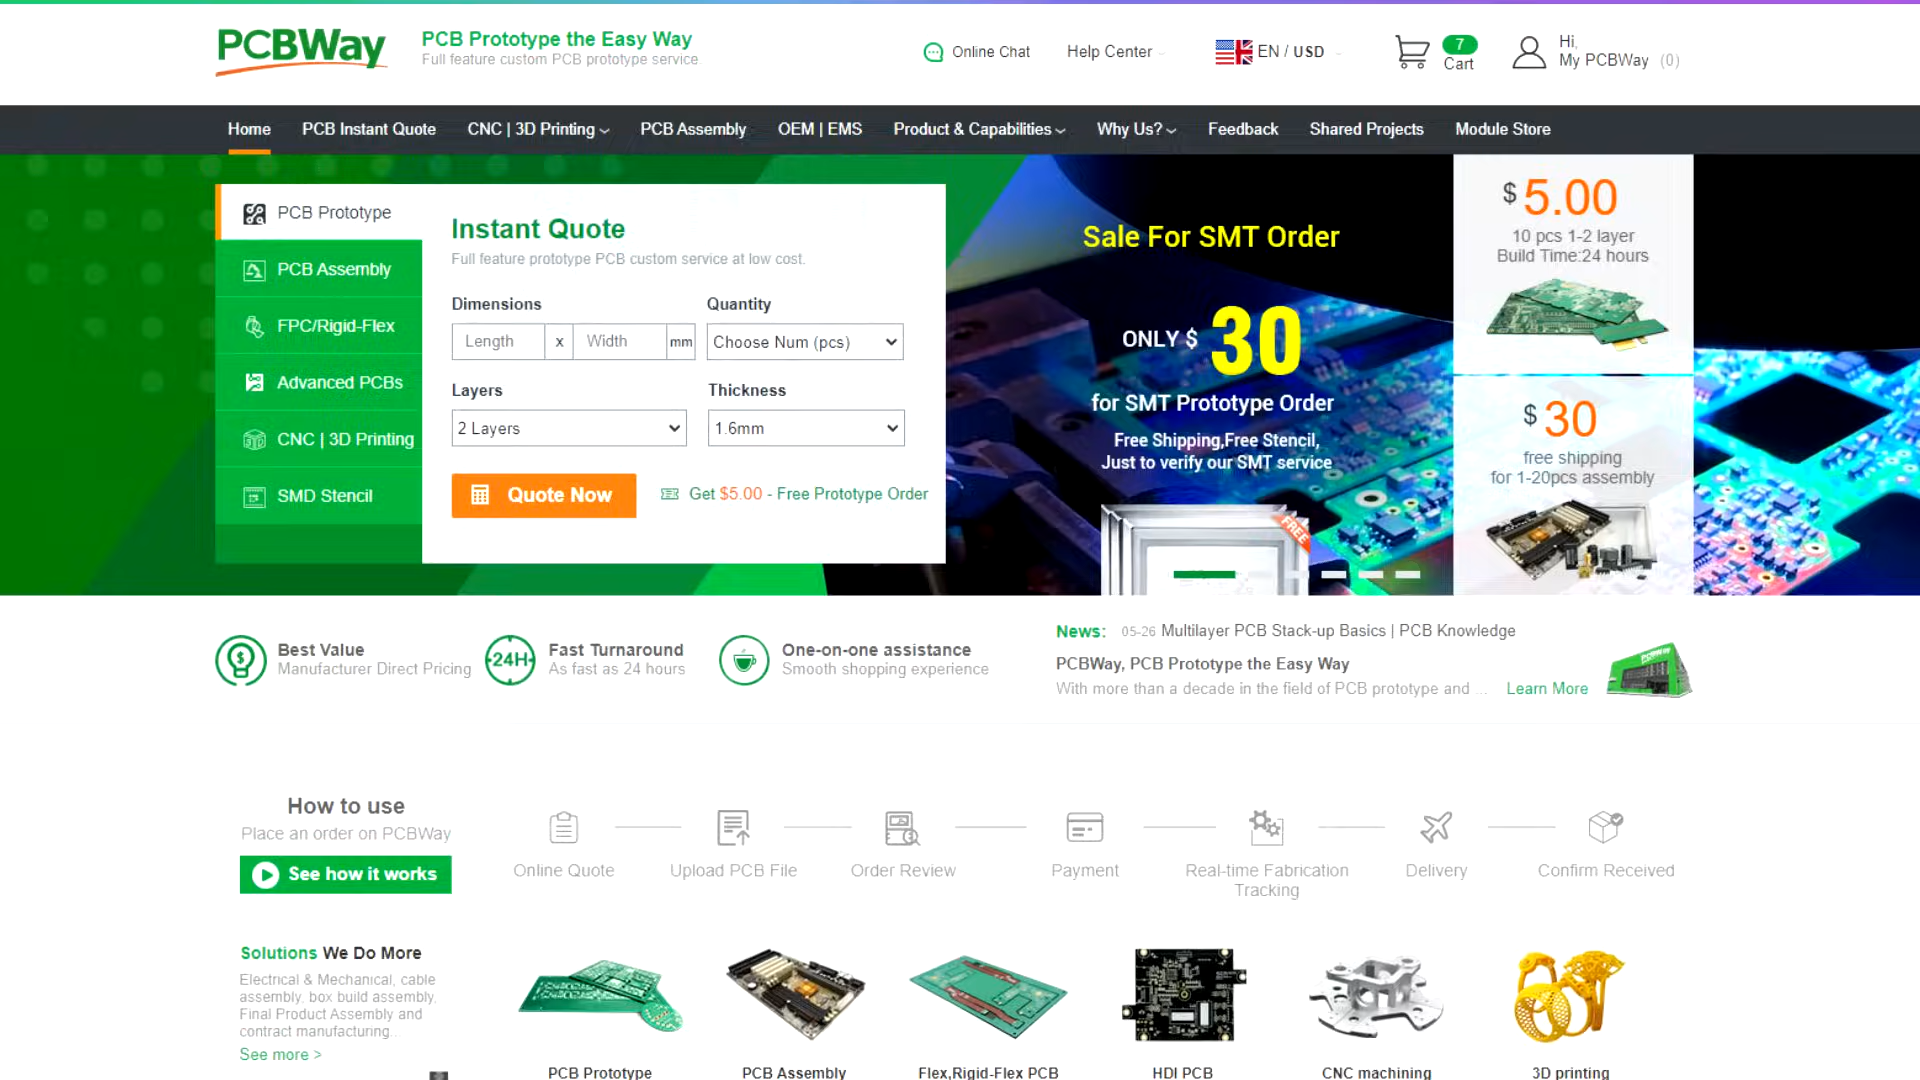 PCBWay
PCB Prototype the Easy Way
Full feature custom PCB prototype service
Online Chat
Help Center
EN / USD
7
Cart
Hi,
My PCBWay (0)
Home
PCB Instant Quote
CNC | 3D Printing
PCB Assembly
OEM | EMS
Product & Capabilities
Why Us?
Feedback
Shared Projects
Module Store
PCB Prototype
PCB Assembly
FPC/Rigid-Flex
Advanced PCBs
CNC | 3D Printing
SMD Stencil
Instant Quote
Full feature prototype PCB custom service at low cost.
Dimensions
Quantity
Length x Width mm
Choose Num (pcs)
Layers
Thickness
2 Layers
1.6mm
Quote Now
Get $5.00 - Free Prototype Order
Sale For SMT Order
ONLY $ 30
for SMT Prototype Order
Free Shipping,Free Stencil,
Just to verify our SMT service
FREE
$ 5.00
10 pcs 1-2 layer
Build Time:24 hours
$ 30
free shipping
for 1-20pcs assembly
Best Value
Manufacturer Direct Pricing
24H
Fast Turnaround
As fast as 24 hours
One-on-one assistance
Smooth shopping experience
News: 05-26 Multilayer PCB Stack-up Basics | PCB Knowledge
PCBWay, PCB Prototype the Easy Way
With more than a decade in the field of PCB prototype and ... Learn More
PCBWay
How to use
Place an order on PCBWay
See how it works
Online Quote
Upload PCB File
Order Review
Payment
Real-time Fabrication
Tracking
Delivery
Confirm Received
Solutions We Do More
Electrical & Mechanical, cable
assembly, box build assembly,
Final Product Assembly and
contract manufacturing..
See more >
PCB Prototype
PCB Assembly
Flex,Rigid-Flex PCB
HDI PCB
CNC machining
3D printing